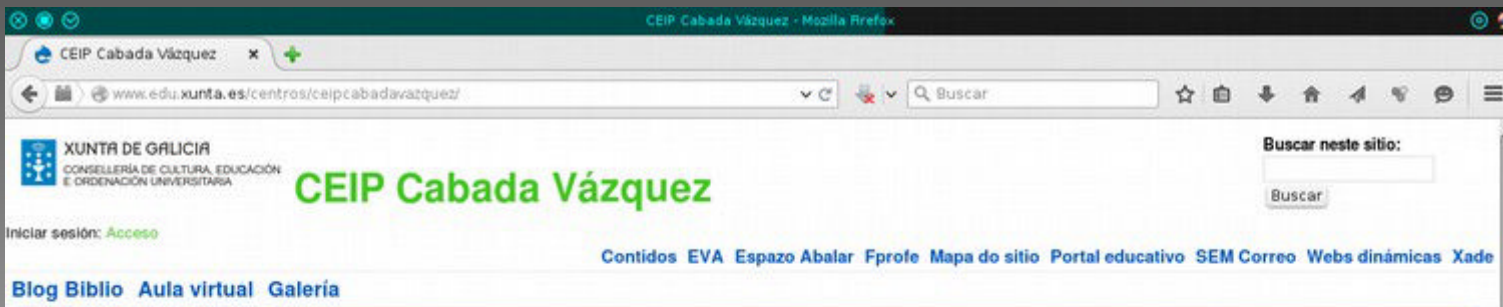 CEIP Cabada Vázquez - Mozilla Firefox
CEIP Cabada Vázquez
www.edu.xunta.es/centros/ceipcabadavazquez/
Buscar
XUNTA DE GALICIA
CONSELLERÍA DE CULTURA, EDUCACIÓN
E ORDENACIÓN UNIVERSITARIA
CEIP Cabada Vázquez
Buscar neste sitio:
Buscar
Iniciar sesión: Acceso
Contidos EVA Espazo Abalar Fprofe Mapa do sitio Portal educativo SEM Correo Webs dinámicas Xade
Blog Biblio Aula virtual Galería